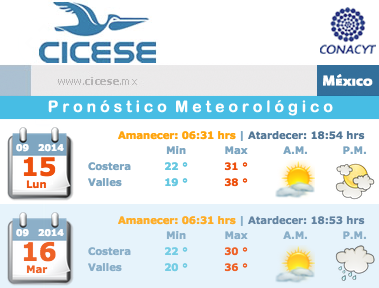 CICESE
CONACYT
www.cicese.mx
MÉXICO
Pronóstico Meteorológico
09 2014
15
Lun
Amanecer: 06:31 hrs | Atardecer: 18:54 hrs
Min Max A.M. P.M.
Costera 22 ° 31 °
Valles 19 ° 38 °
09 2014
16
Mar
Amanecer: 06:31 hrs | Atardecer: 18:53 hrs
Min Max A.M. P.M.
Costera 22 ° 30 °
Valles 20 ° 36 °